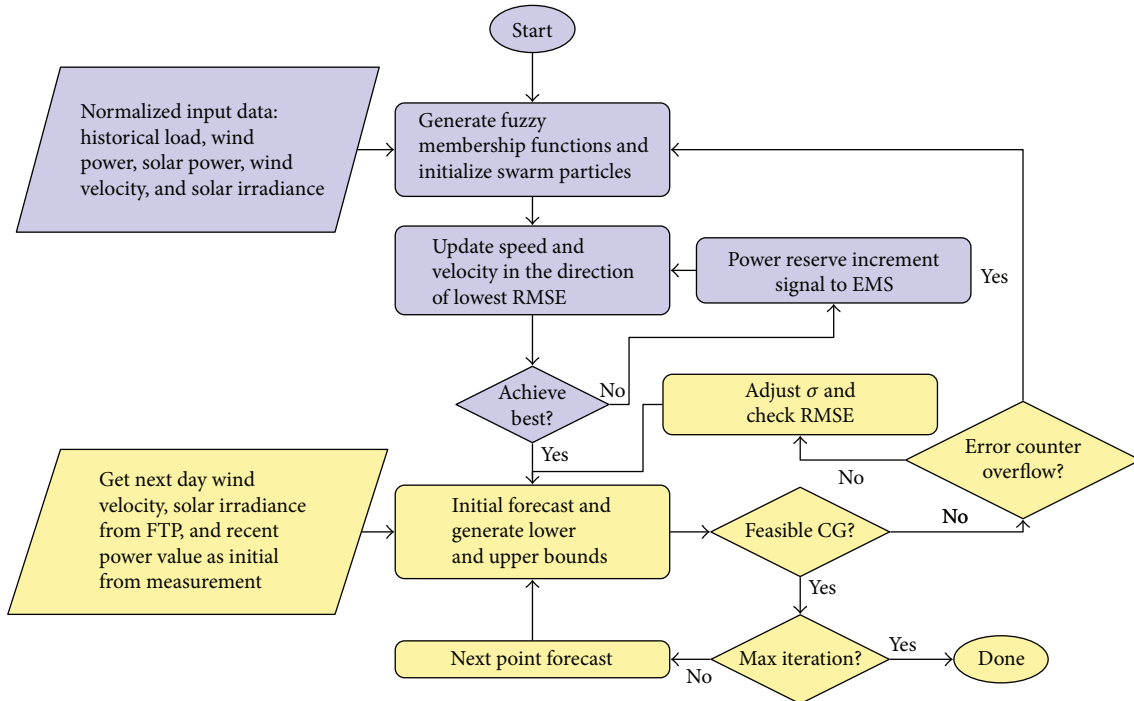 Start
Normalized input data:
historical load, wind
power, solar power, wind
velocity, and solar irradiance
Generate fuzzy
membership functions and
initialize swarm particles
Update speed and
velocity in the direction
of lowest RMSE
Power reserve increment
signal to EMS
Yes
Achieve
best?
No
Yes
Adjust σ and
check RMSE
Error counter
overflow?
No
Get next day wind
velocity, solar irradiance
from FTP, and recent
power value as initial
from measurement
Initial forecast and
generate lower
and upper bounds
Feasible CG?
No
Yes
Next point forecast
No
Max iteration?
Yes
Done